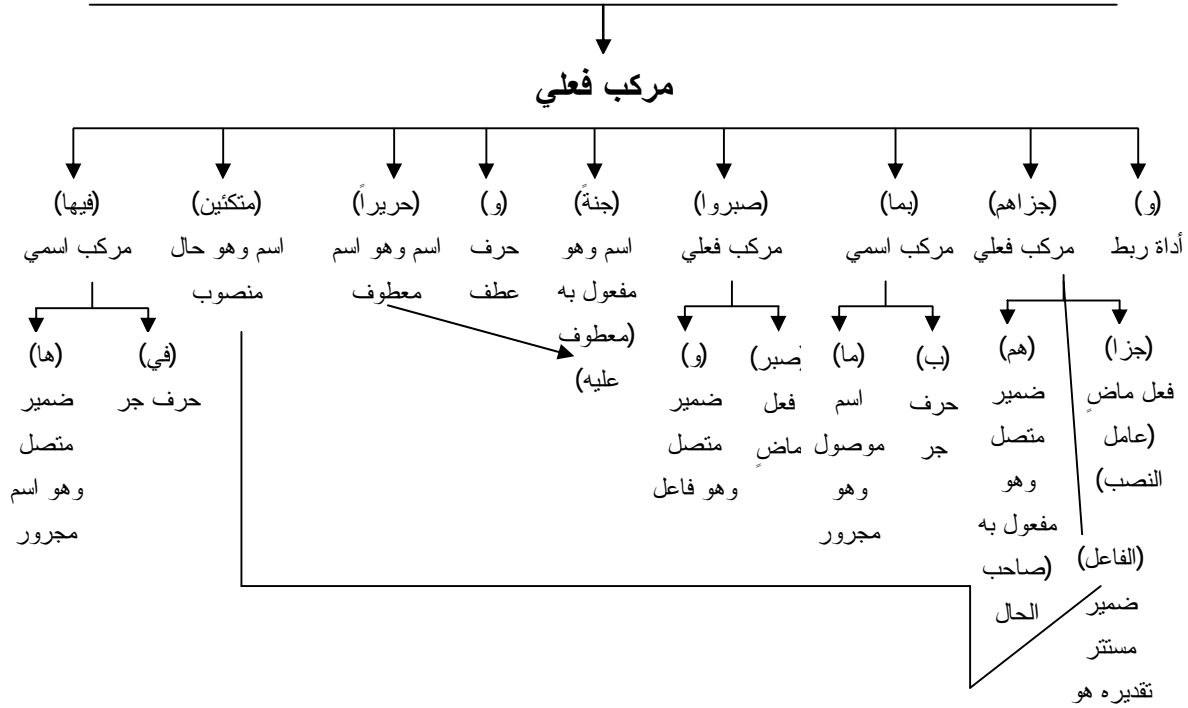 مركب فعلي
(و) (جزاهم) (بما) (صبروا) (جنةً) (و) (حريراً) (متكئين) (فيها)
أداة ربط مركب فعلي مركب اسمي مركب فعلي اسم وهو حرف اسم وهو اسم اسم وهو حال مركب اسمي
مفعول به عطف معطوف منصوب
(معطوف
عليه)
(جزا)
فعل ماضٍ
(عامل
النصب)
(هم)
ضمير
متصل
وهو
مفعول به
(صاحب
الحال
(الفاعل)
ضمير
مستتر
تقديره هو
(ب)
حرف
جر
(ما)
اسم
موصول
وهو
مجرور
(صبر)
فعل
ماضٍ
(و)
ضمير
متصل
وهو فاعل
(في)
حرف جر
(ها)
ضمير
متصل
وهو اسم
مجرور